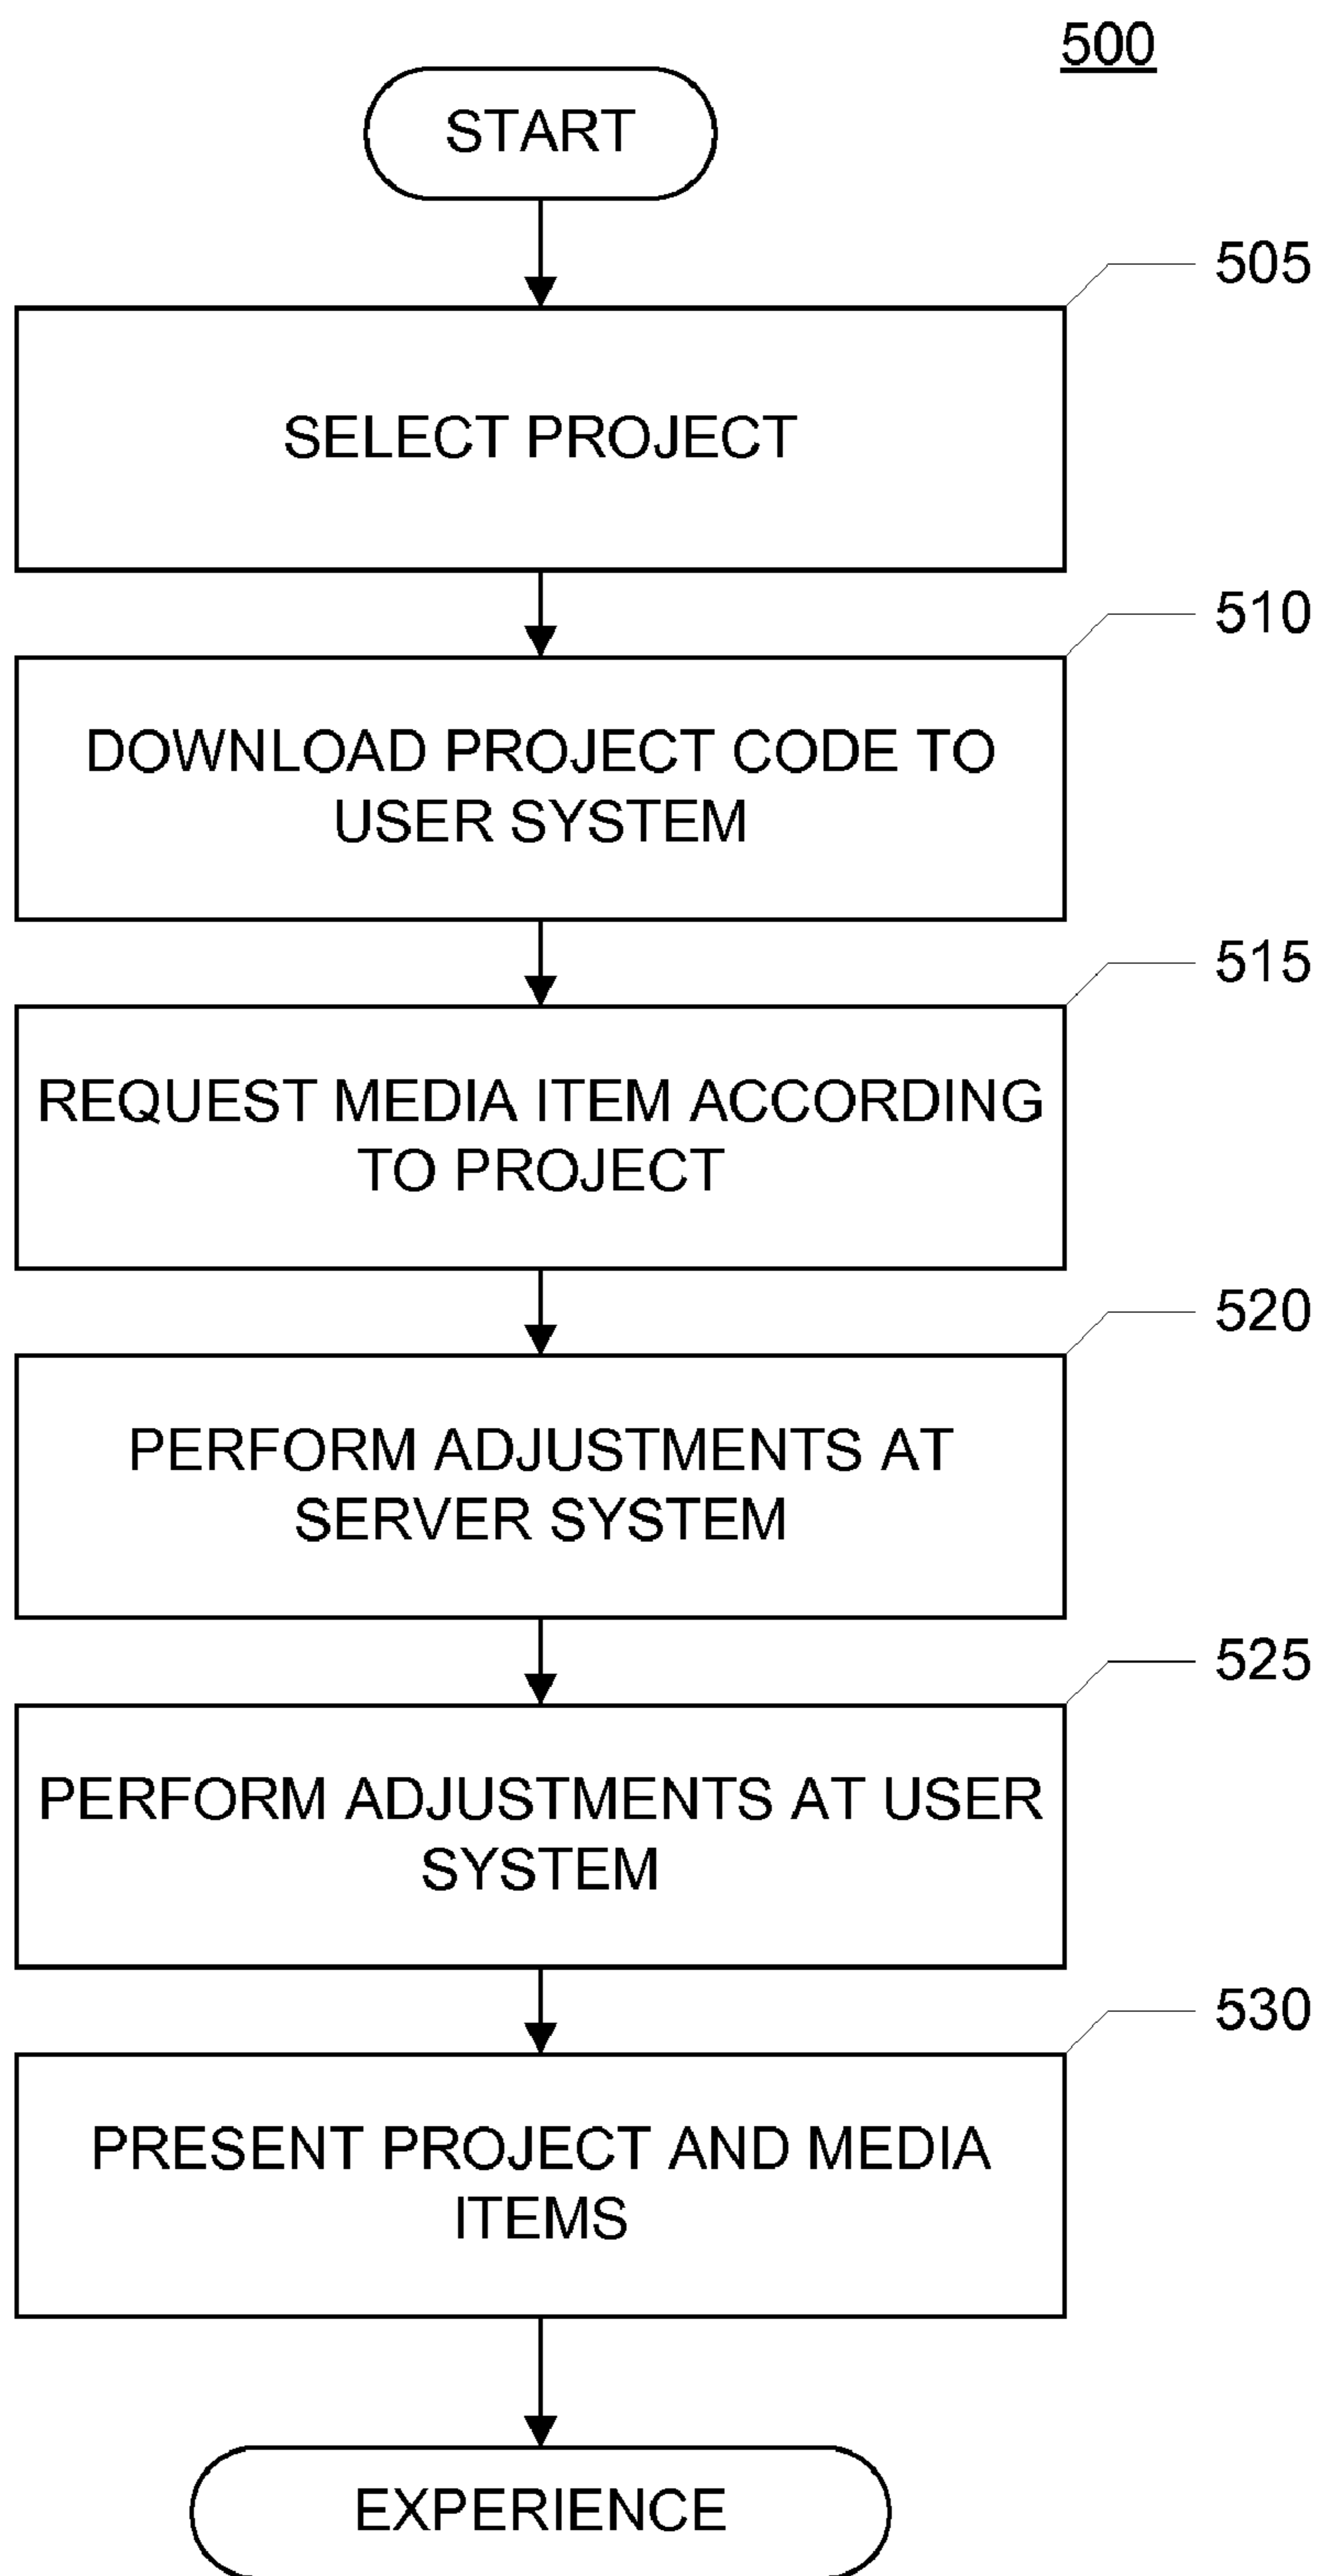 500
START
505
SELECT PROJECT
510
DOWNLOAD PROJECT CODE TO
USER SYSTEM
515
REQUEST MEDIA ITEM ACCORDING
TO PROJECT
520
PERFORM ADJUSTMENTS AT
SERVER SYSTEM
525
PERFORM ADJUSTMENTS AT USER
SYSTEM
530
PRESENT PROJECT AND MEDIA
ITEMS
EXPERIENCE